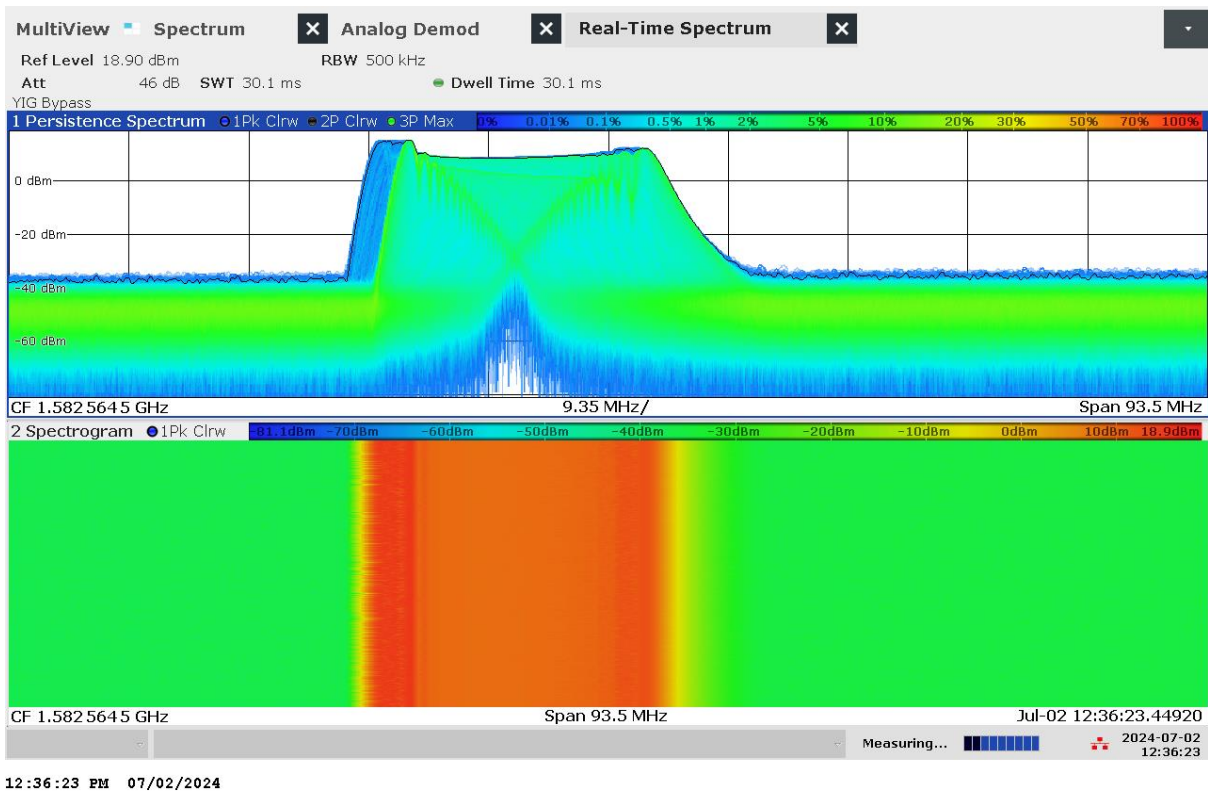 MultiView Spectrum X Analog Demod X Real-Time Spectrum X
Ref Level 18.90 dBm RBW 500 kHz
Att 46 dB SWT 30.1 ms Dwell Time 30.1 ms
YIG Bypass
1 Persistence Spectrum 1Pk Clrw 2P Clrw 3P Max 0% 0.01% 0.1% 0.5% 1% 2% 5% 10% 20% 30% 50% 70% 100%
0 dBm
-20 dBm
-40 dBm
-60 dBm
CF 1.5825645 GHz 9.35 MHz/ Span 93.5 MHz
2 Spectrogram 1Pk Clrw -81.1dBm -70dBm -60dBm -50dBm -40dBm -30dBm -20dBm -10dBm 0dBm 10dBm 18.9dBm
CF 1.5825645 GHz Span 93.5 MHz Jul-02 12:36:23.44920
Measuring... 2024-07-02
12:36:23
12:36:23 PM 07/02/2024